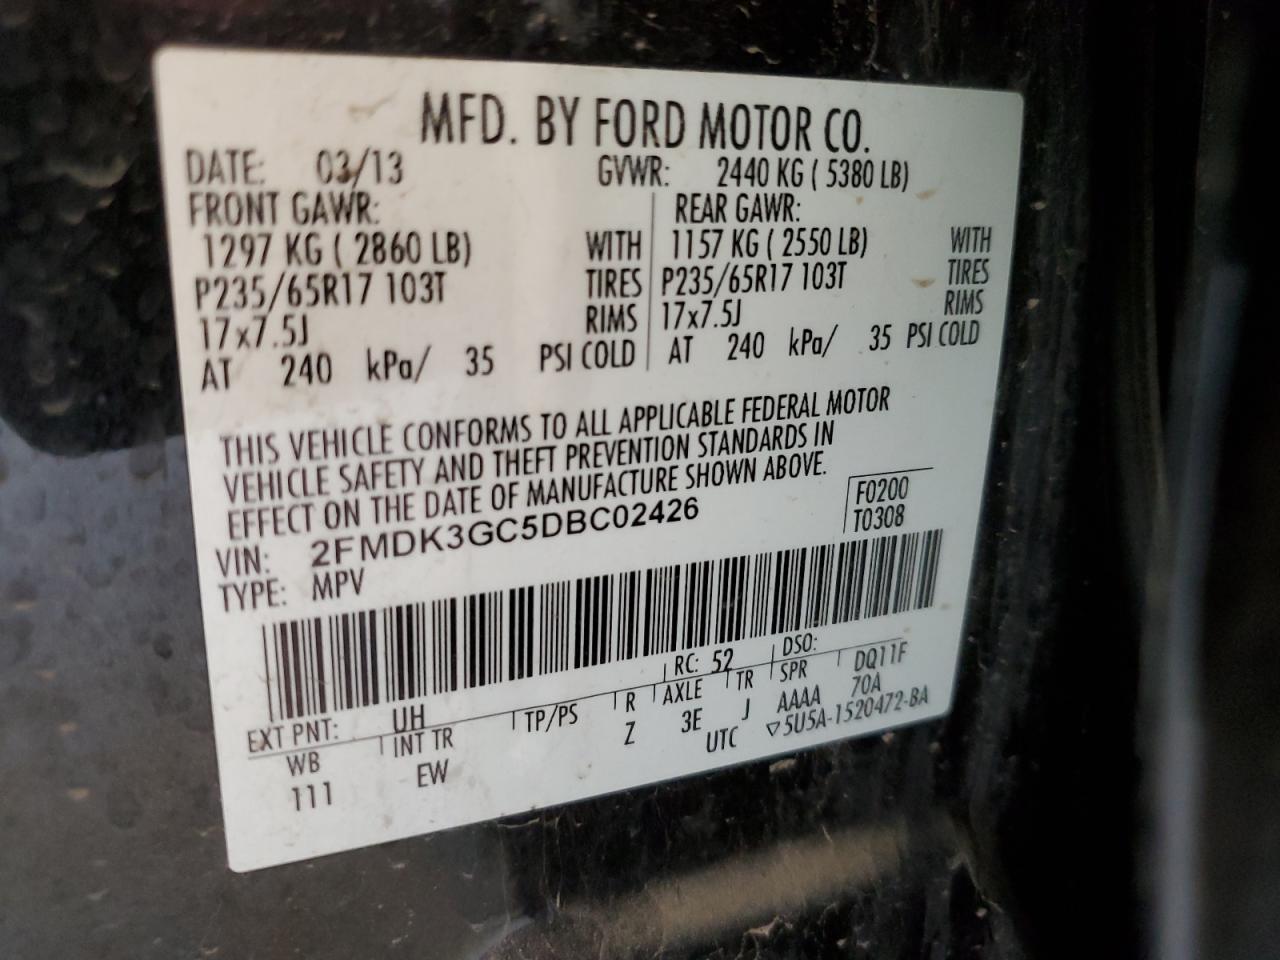 MFD. BY FORD MOTOR CO.
DATE: 03/13 GVWR: 2440 KG ( 5380 LB)
FRONT GAWR: REAR GAWR:
1297 KG ( 2860 LB) WITH 1157 KG ( 2550 LB) WITH
P235/65R17 103T TIRES P235/65R17 103T TIRES
17x7.5J RIMS 17x7.5J RIMS
AT 240 kPa/ 35 PSI COLD AT 240 kPa/ 35 PSI COLD
THIS VEHICLE CONFORMS TO ALL APPLICABLE FEDERAL MOTOR
VEHICLE SAFETY AND THEFT PREVENTION STANDARDS IN
EFFECT ON THE DATE OF MANUFACTURE SHOWN ABOVE.
VIN: 2FMDK3GC5DBC02426 F0200
TYPE: MPV T0308
EXT PNT: UH RC: 52 DSO:
WB INT TR TP/PS R AXLE TR SPR DQ11F
111 EW Z 3E J AAAA 70A
UTC ▽5U5A-1520472-BA